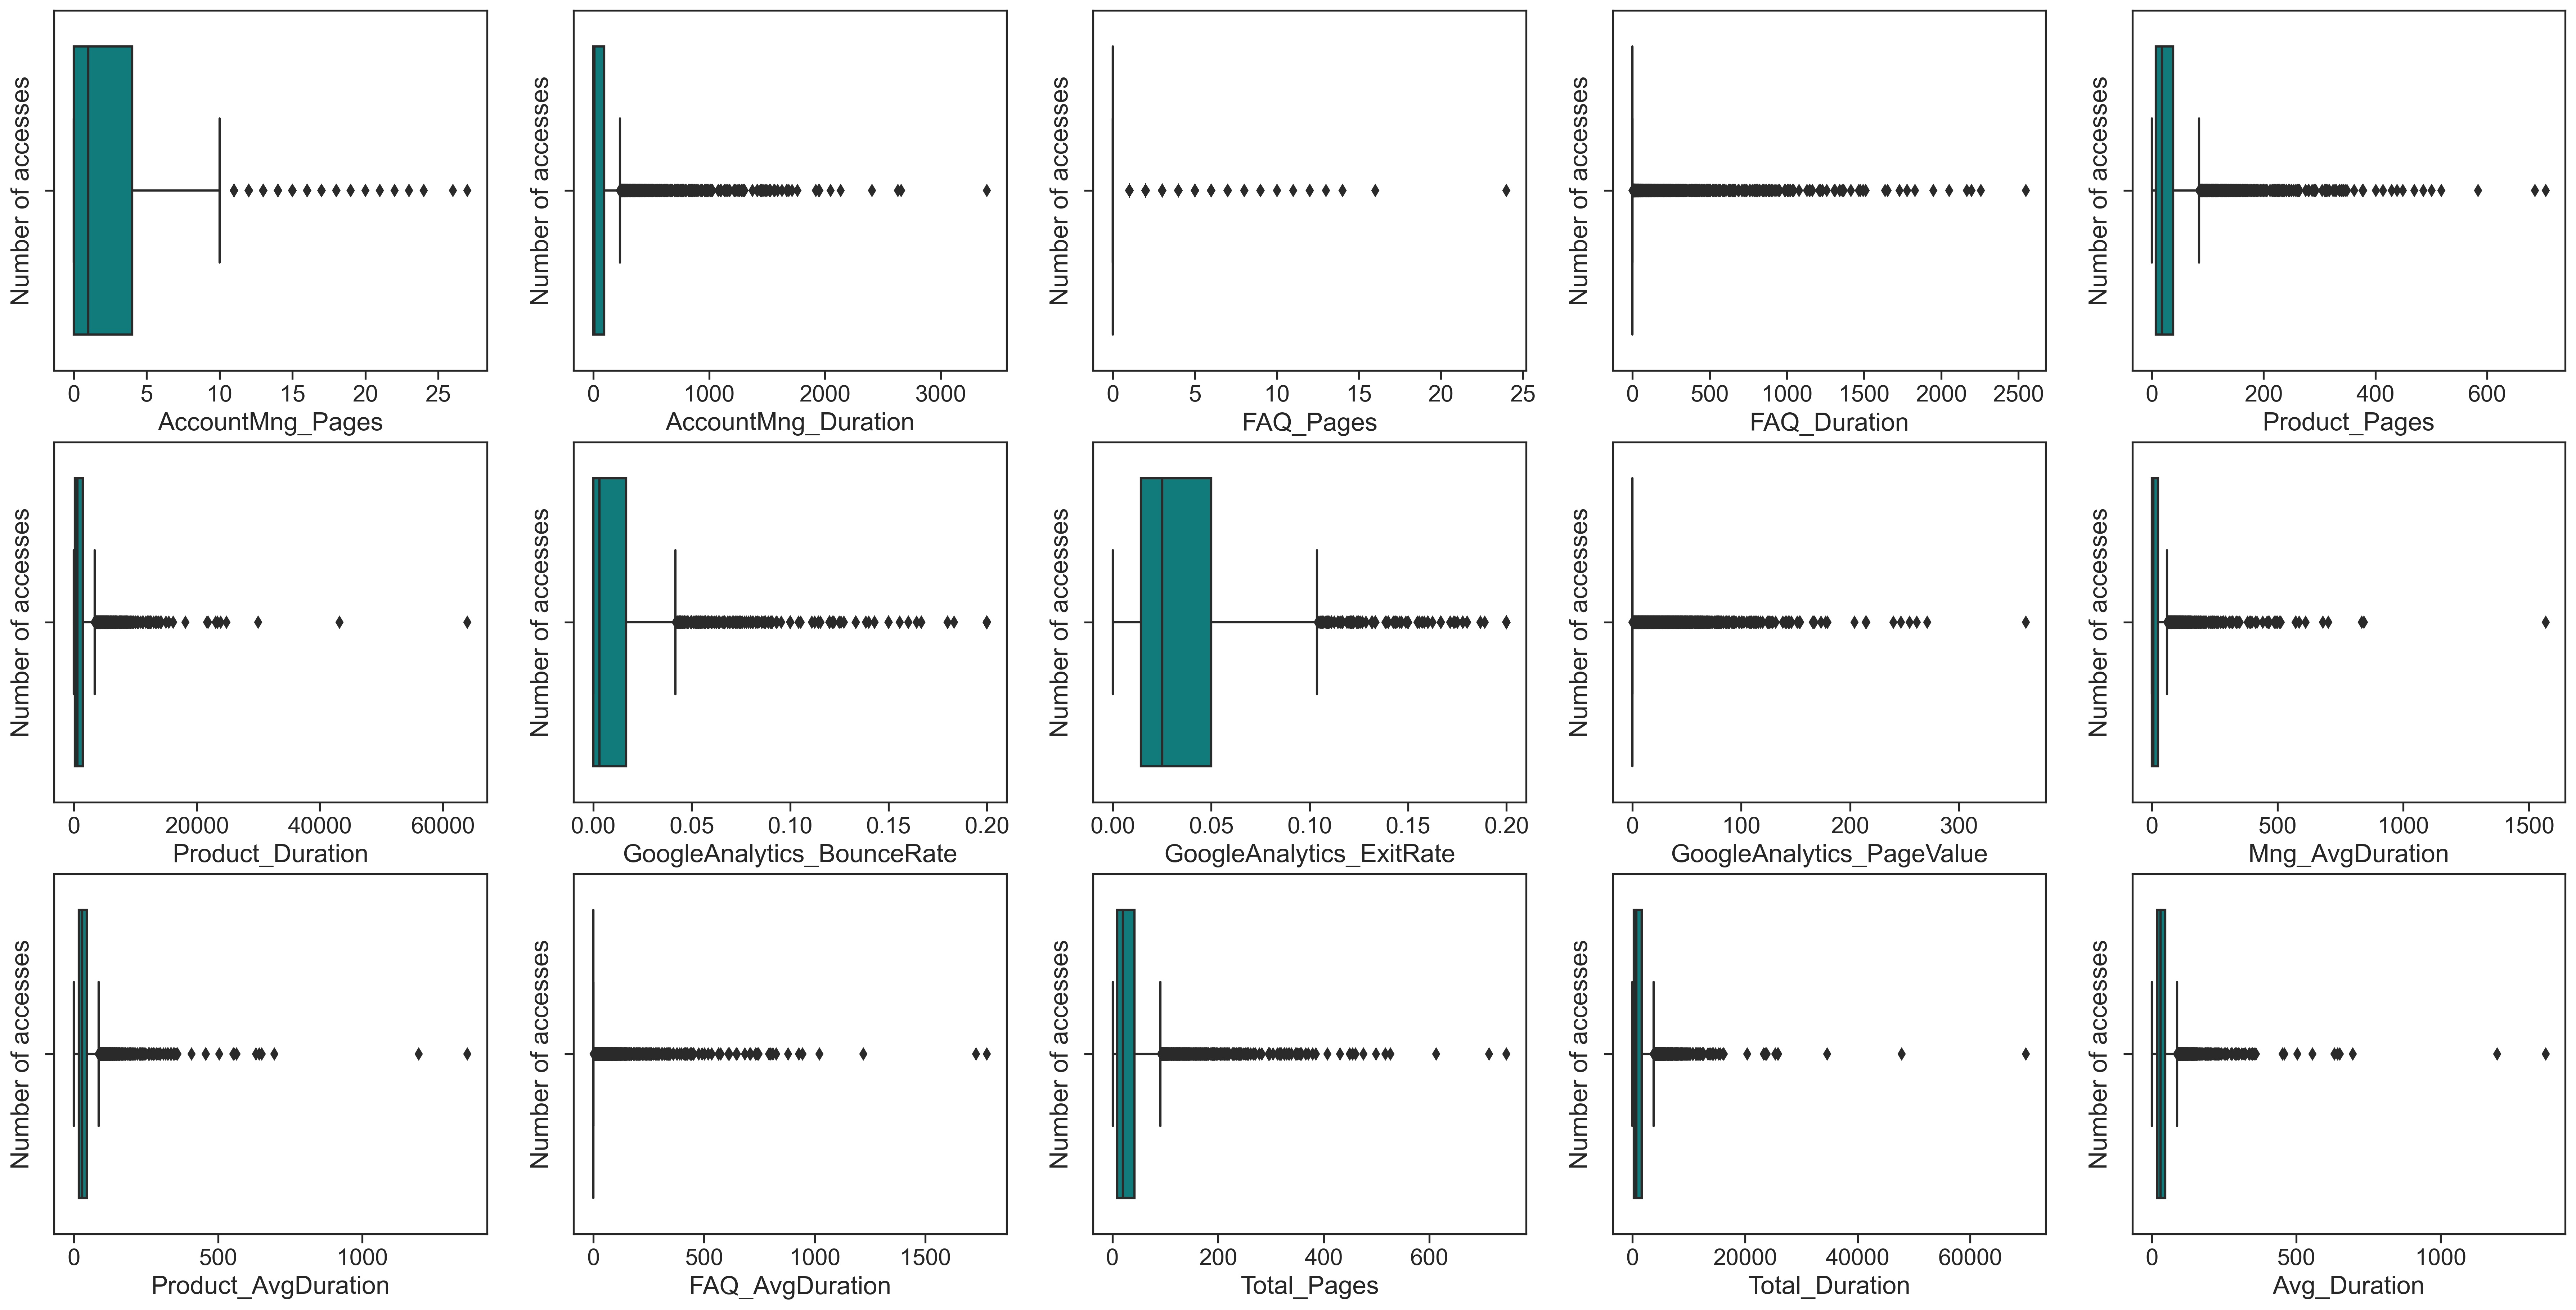 Number of accesses
0 5 10 15 20 25
AccountMng_Pages
Number of accesses
0 1000 2000 3000
AccountMng_Duration
Number of accesses
0 5 10 15 20 25
FAQ_Pages
Number of accesses
0 500 1000 1500 2000 2500
FAQ_Duration
Number of accesses
0 200 400 600
Product_Pages
Number of accesses
0 20000 40000 60000
Product_Duration
Number of accesses
0.00 0.05 0.10 0.15 0.20
GoogleAnalytics_BounceRate
Number of accesses
0.00 0.05 0.10 0.15 0.20
GoogleAnalytics_ExitRate
Number of accesses
0 100 200 300
GoogleAnalytics_PageValue
Number of accesses
0 500 1000 1500
Mng_AvgDuration
Number of accesses
0 500 1000
Product_AvgDuration
Number of accesses
0 500 1000 1500
FAQ_AvgDuration
Number of accesses
0 200 400 600
Total_Pages
Number of accesses
0 20000 40000 60000
Total_Duration
Number of accesses
0 500 1000
Avg_Duration